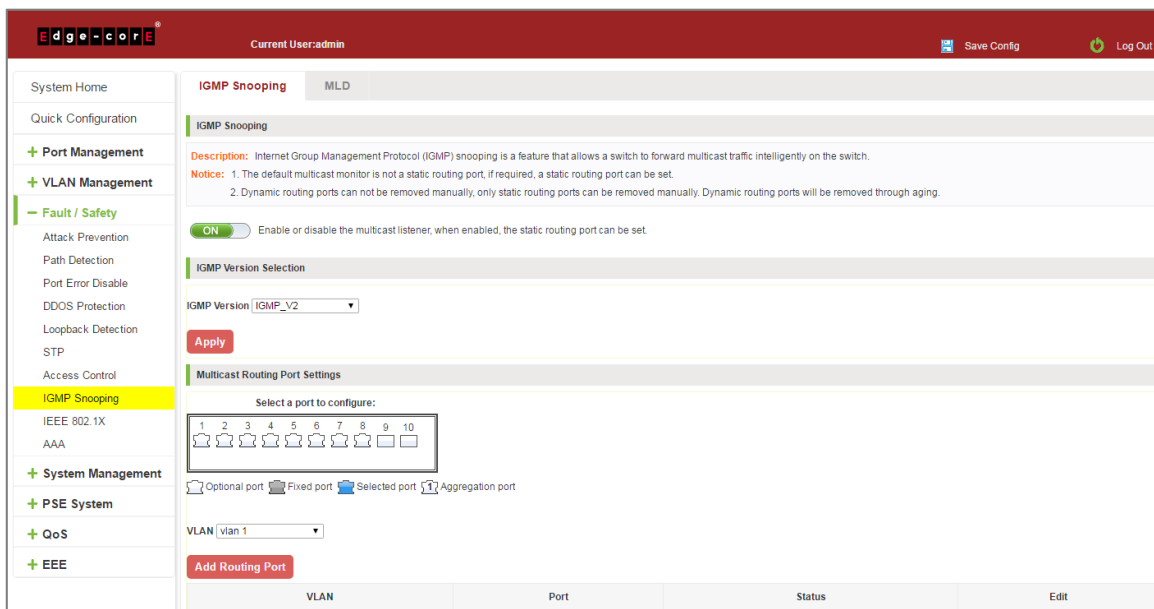 Edge-corE®
Current User:admin
Save Config
Log Out
System Home
Quick Configuration
+ Port Management
+ VLAN Management
− Fault / Safety
Attack Prevention
Path Detection
Port Error Disable
DDOS Protection
Loopback Detection
STP
Access Control
IGMP Snooping
IEEE 802.1X
AAA
+ System Management
+ PSE System
+ QoS
+ EEE
IGMP Snooping MLD
IGMP Snooping
Description: Internet Group Management Protocol (IGMP) snooping is a feature that allows a switch to forward multicast traffic intelligently on the switch.
Notice: 1. The default multicast monitor is not a static routing port, if required, a static routing port can be set.
2. Dynamic routing ports can not be removed manually, only static routing ports can be removed manually. Dynamic routing ports will be removed through aging.
ON Enable or disable the multicast listener, when enabled, the static routing port can be set.
IGMP Version Selection
IGMP Version IGMP_V2
Apply
Multicast Routing Port Settings
Select a port to configure:
1 2 3 4 5 6 7 8 9 10
Optional port Fixed port Selected port 1 Aggregation port
VLAN vlan 1
Add Routing Port
VLAN Port Status Edit